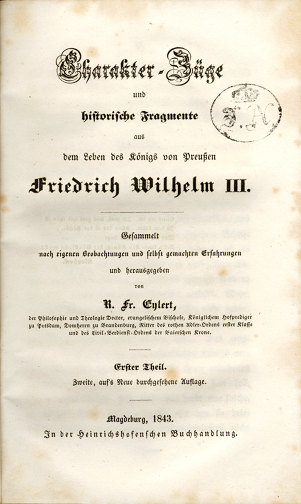 Charakter-Züge
und
historische Fragmente
aus
dem Leben des Königs von Preußen
Friedrich Wilhelm III.
Gesammelt
nach eigenen Beobachtungen und selbst gemachten Erfahrungen
und herausgegeben
von
R. Fr. Eylert,
der Philosophie und Theologie Doctor, evangelischem Bischofe, Königlichem Hofprediger
zu Potsdam, Domherrn zu Brandenburg, Ritter des rothen Adler-Ordens erster Klasse
und des Civil-Verdienst-Ordens der Baierschen Krone.
Erster Theil.
Zweite, auf's Neue durchgesehene Auflage.
Magdeburg, 1843.
In der Heinrichshofenschen Buchhandlung.